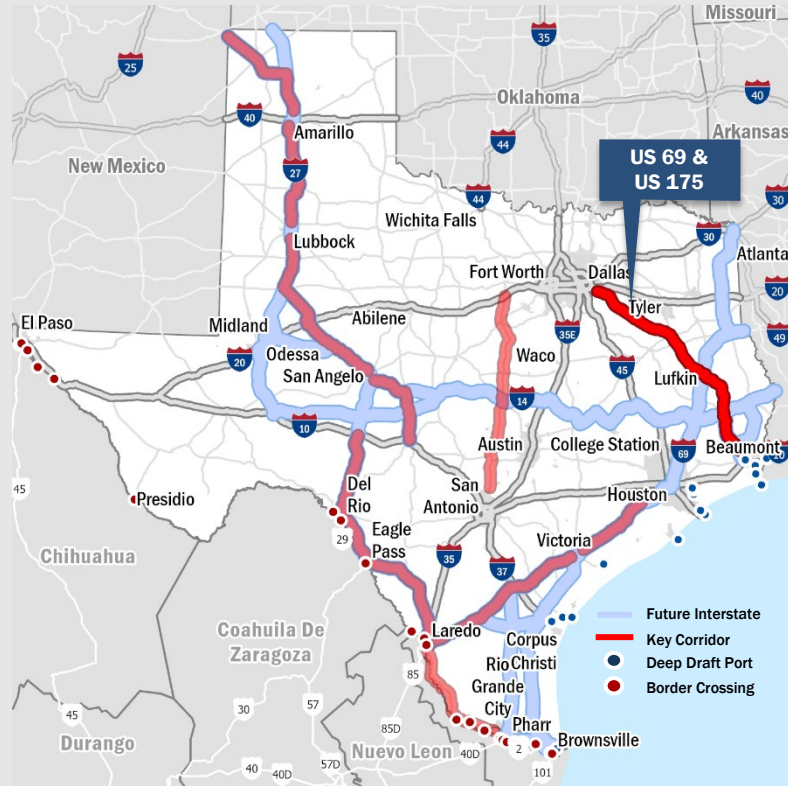 Missouri
35
25
Oklahoma
40
40
Amarillo
44
Arkansas
US 69 &
US 175
New Mexico
27
30
44
Wichita Falls
30
Lubbock
Atlanta
Fort Worth
Dallas
20
El Paso
Midland
Abilene
Tyler
35E
49
Odessa
20
Waco
45
San Angelo
Lufkin
14
10
Austin
College Station
Beaumont
69
10
45
Presidio
Del
Rio
San
Antonio
Houston
Eagle
Pass
29
Victoria
Chihuahua
35
37
Future Interstate
Laredo
Key Corridor
Coahuila De
Zaragoza
Corpus
Christi
Deep Draft Port
85
Rio
Grande
City
Border Crossing
57
30
45
85D
Pharr
Durango
Nuevo Leon
2
Brownsville
40D
57D
40
40D
101